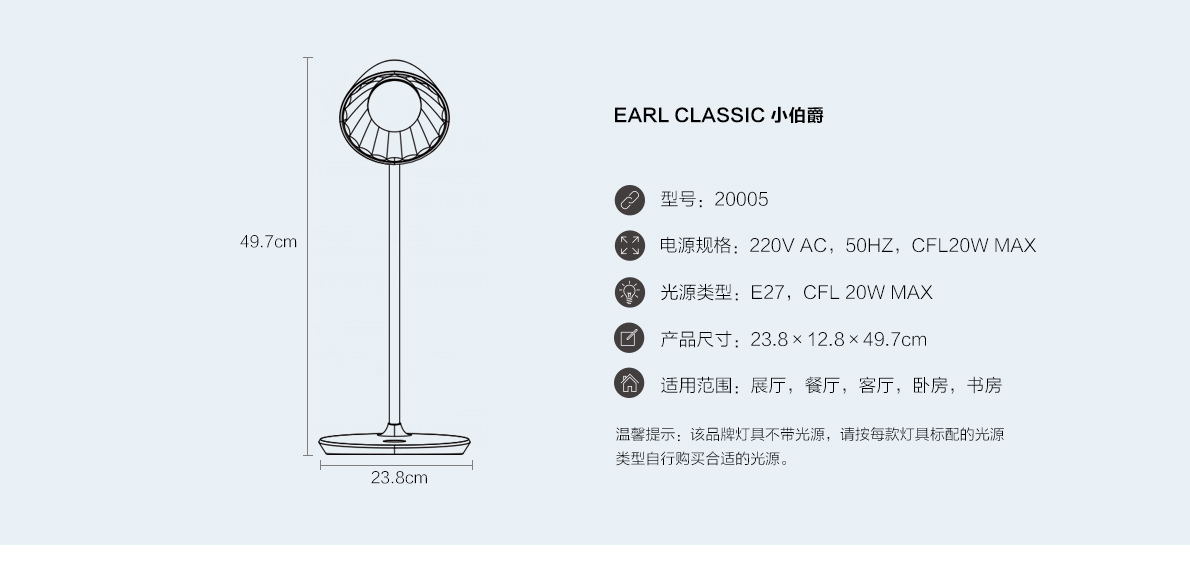 EARL CLASSIC 小伯爵
型号：20005
电源规格：220V AC，50HZ，CFL20W MAX
光源类型：E27，CFL 20W MAX
产品尺寸：23.8×12.8×49.7cm
适用范围：展厅，餐厅，客厅，卧房，书房
温馨提示：该品牌灯具不带光源，请按每款灯具标配的光源
类型自行购买合适的光源。
49.7cm
23.8cm